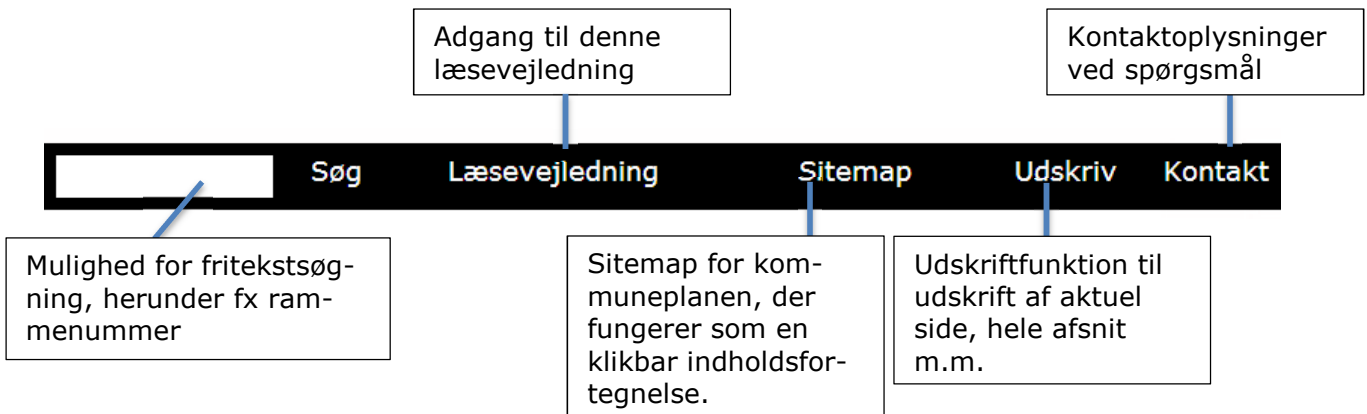 Adgang til denne
læsevejledning
Kontaktoplysninger
ved spørgsmål
Søg Læsevejledning Sitemap Udskriv Kontakt
Mulighed for fritekstsøg-
ning, herunder fx ram-
menummer
Sitemap for kom-
muneplanen, der
fungerer som en
klikbar indholdsfor-
tegnelse.
Udskriftfunktion til
udskrift af aktuel
side, hele afsnit
m.m.